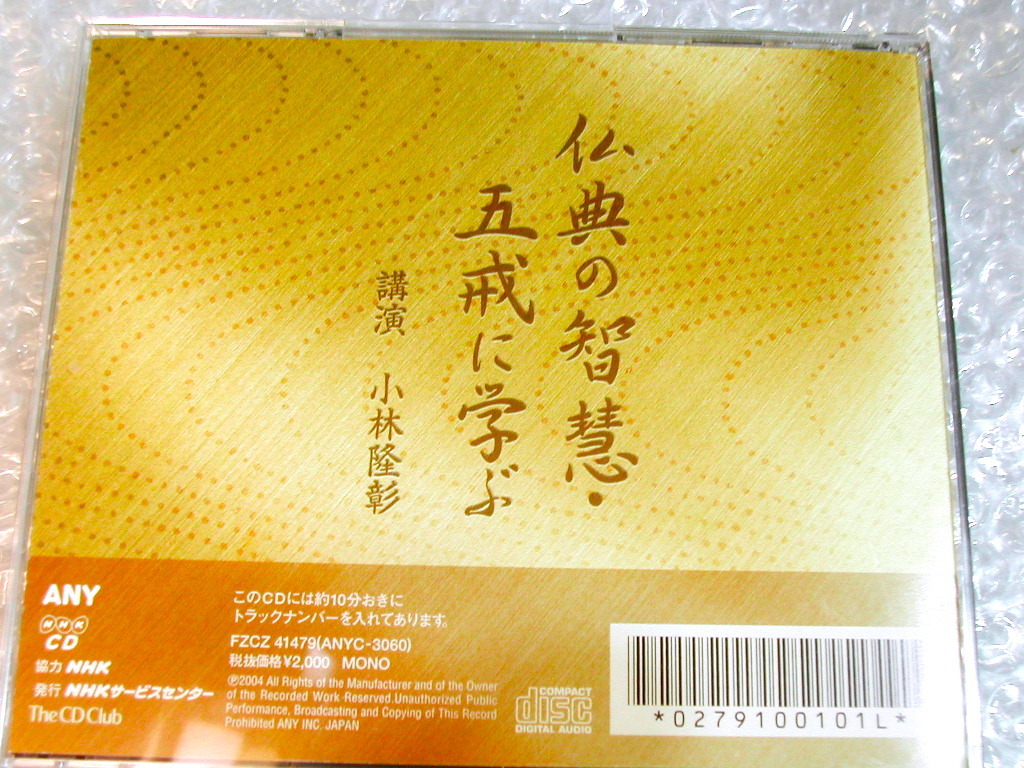 仏典の智慧・
五戒に学ぶ
講演 小林隆彰
ANY
NHK
CD
協力 NHK
発行 NHKサービスセンター
The CD Club
このCDには約10分おきに
トラックナンバーを入れてあります。
FZCZ 41479(ANYC-3060)
税抜価格¥2,000 MONO
℗2004 All Rights of the Manufacturer and of the Owner
of the Recorded Work Reserved.Unauthorized Public
Performance, Broadcasting and Copying of This Record
Prohibited ANY INC. JAPAN
COMPACT
disc
DIGITAL AUDIO
*0279100101L*